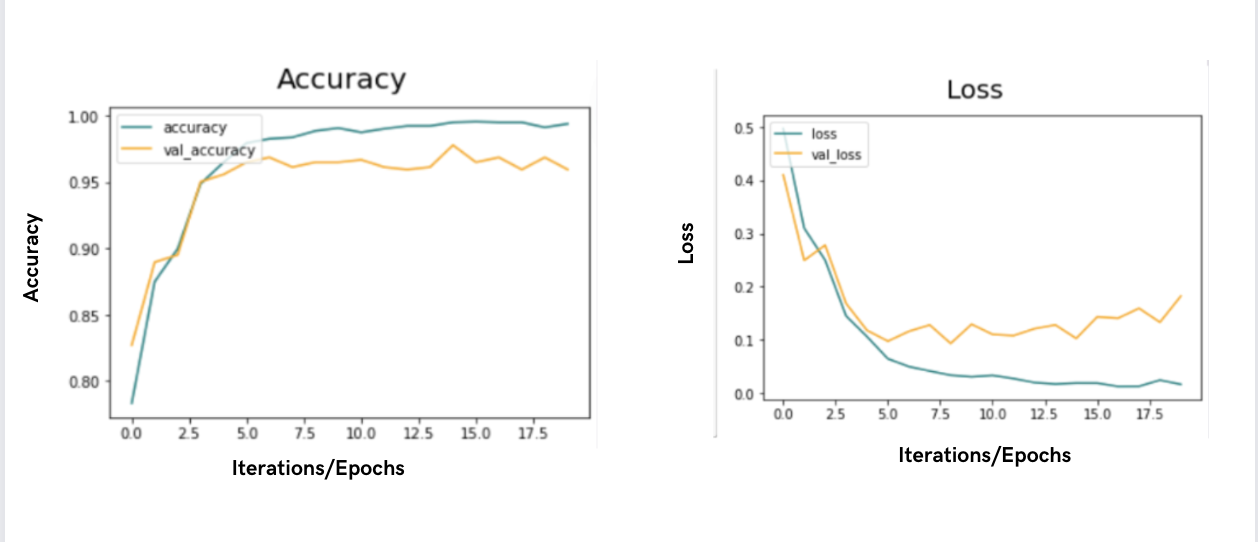 Accuracy
1.00
0.95
0.90
0.85
0.80
accuracy
val_accuracy
Accuracy
0.0 2.5 5.0 7.5 10.0 12.5 15.0 17.5
Iterations/Epochs
Loss
0.5
0.4
0.3
0.2
0.1
0.0
loss
val_loss
Loss
0.0 2.5 5.0 7.5 10.0 12.5 15.0 17.5
Iterations/Epochs